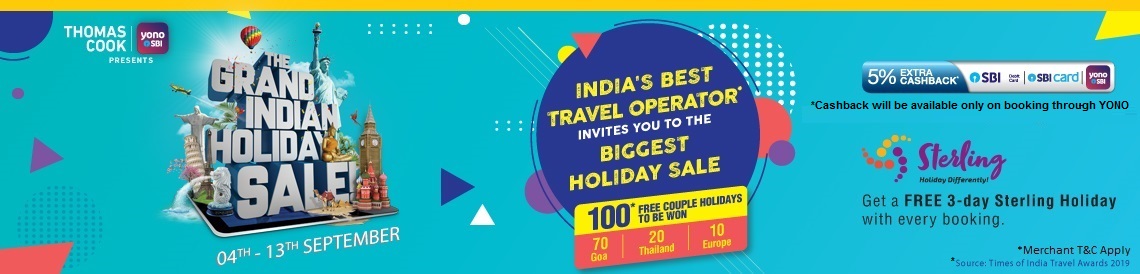 THOMAS
COOK
yono
SBI
PRESENTS
THE
GRAND
INDIAN
HOLIDAY
SALE!
04TH - 13TH SEPTEMBER
INDIA'S BEST
TRAVEL OPERATOR*
INVITES YOU TO THE
BIGGEST
HOLIDAY SALE
100* FREE COUPLE HOLIDAYS
TO BE WON
70 20 10
Goa Thailand Europe
5% EXTRA CASHBACK* SBI Debit Card SBI card yono SBI
*Cashback will be available only on booking through YONO
Sterling
Holiday Differently!
Get a FREE 3-day Sterling Holiday
with every booking.
*Merchant T&C Apply
*Source: Times of India Travel Awards 2019